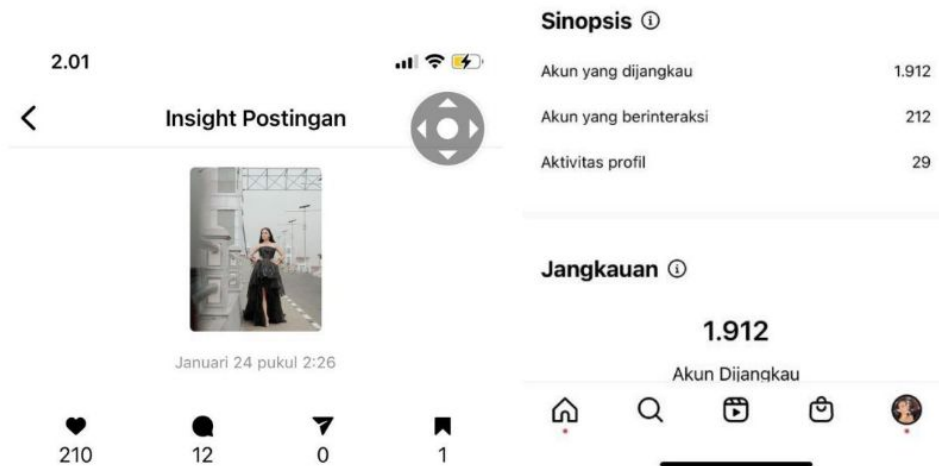 2.01
Insight Postingan
Januari 24 pukul 2:26
210 12 0 1
Sinopsis
Akun yang dijangkau 1.912
Akun yang berinteraksi 212
Aktivitas profil 29
Jangkauan
1.912
Akun Dijangkau